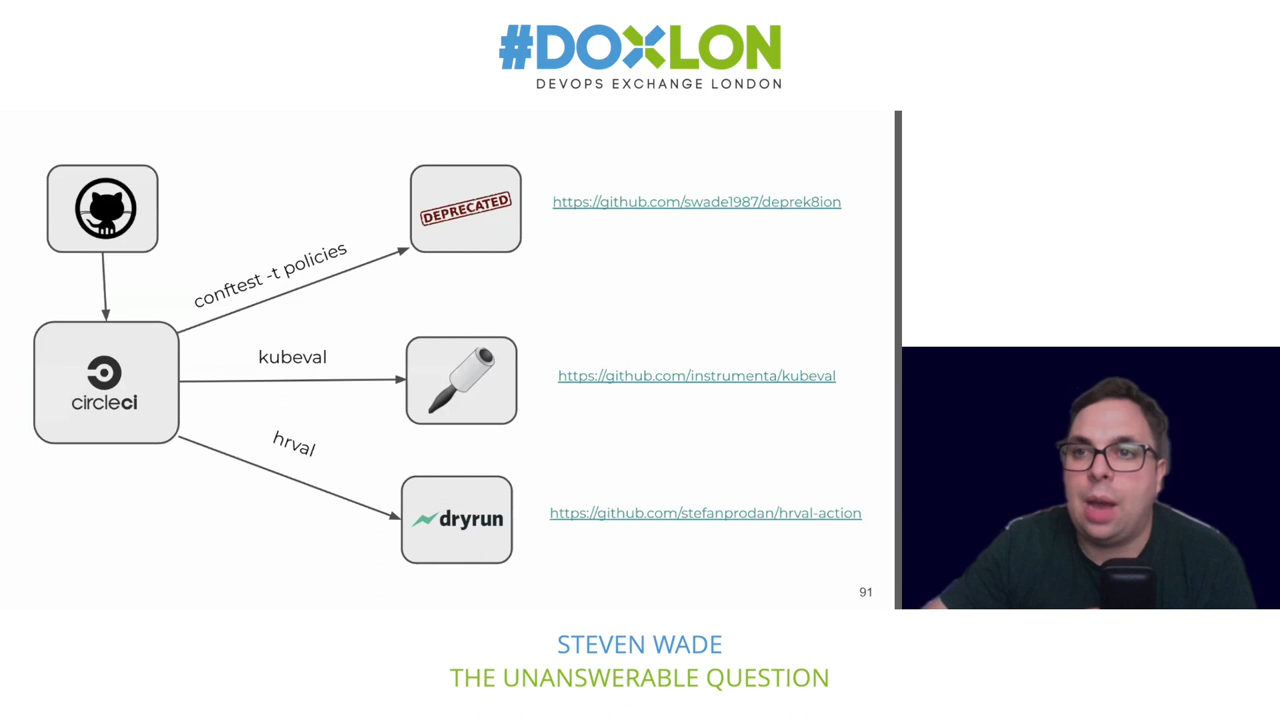 #DOXLON
DEVOPS EXCHANGE LONDON
DEPRECATED
https://github.com/swade1987/deprek8ion
conftest -t policies
circleci
kubeval
https://github.com/instrumenta/kubeval
hrval
dryrun
https://github.com/stefanprodan/hrval-action
91
STEVEN WADE
THE UNANSWERABLE QUESTION